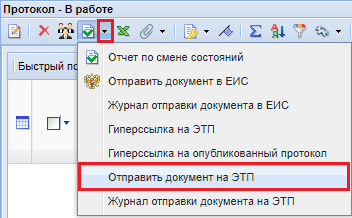 Протокол - В работе
Быстрый по
Отчет по смене состояний
Отправить документ в ЕИС
Журнал отправки документа в ЕИС
Гиперссылка на ЭТП
Гиперссылка на опубликованный протокол
Отправить документ на ЭТП
Журнал отправки документа на ЭТП